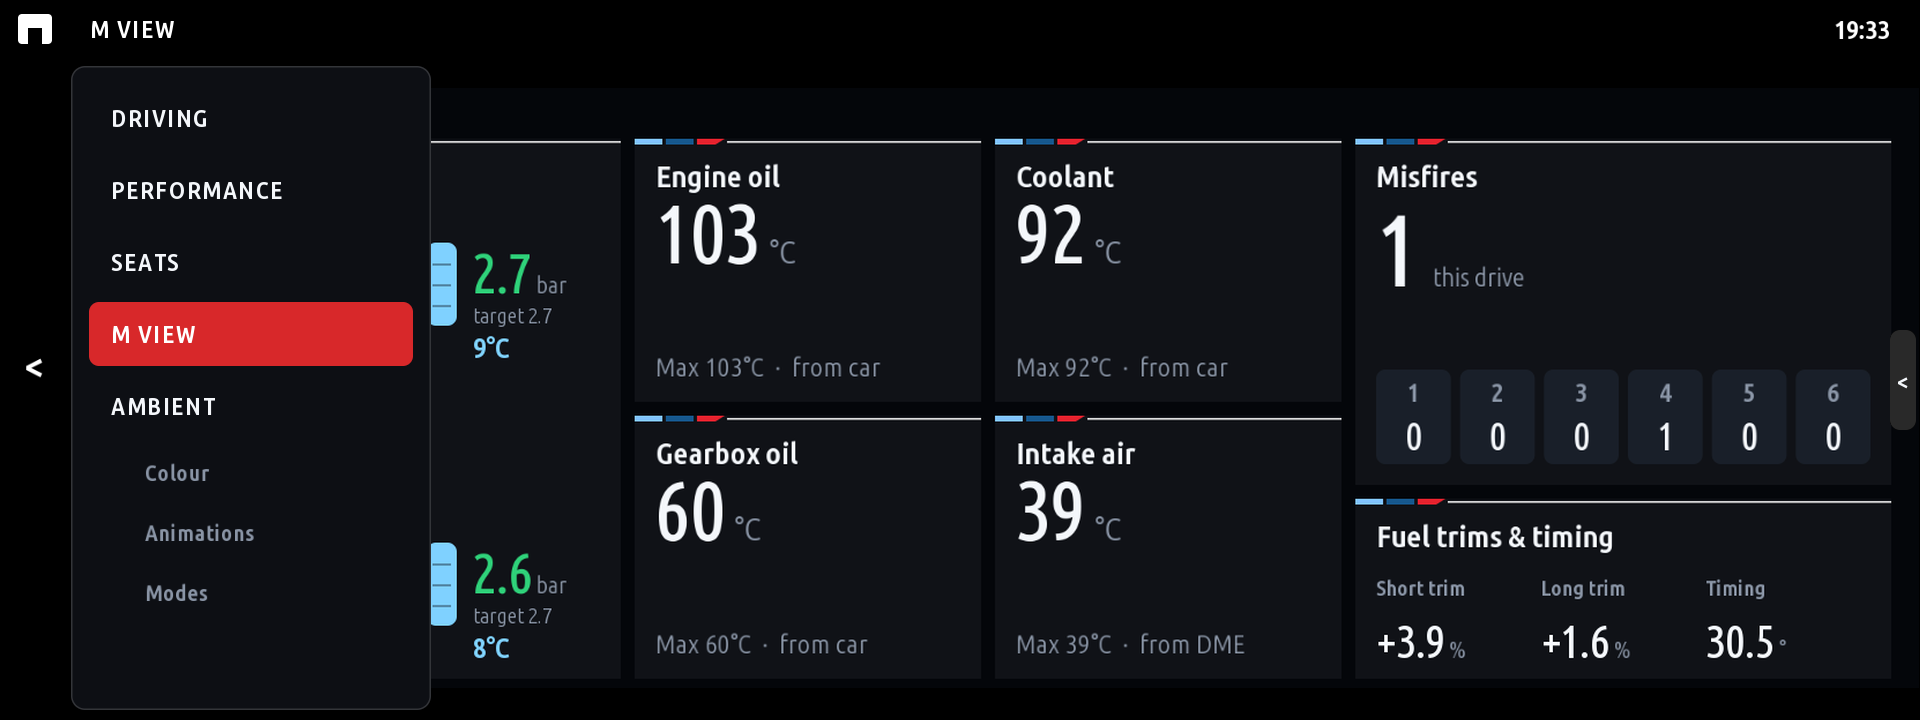 M VIEW
19:33
DRIVING
PERFORMANCE
SEATS
M VIEW
AMBIENT
Colour
Animations
Modes
<
2.7 bar
target 2.7
9°C
2.6 bar
target 2.7
8°C
Engine oil
103 °C
Max 103°C · from car
Coolant
92 °C
Max 92°C · from car
Gearbox oil
60 °C
Max 60°C · from car
Intake air
39 °C
Max 39°C · from DME
Misfires
1 this drive
1 2 3 4 5 6
0 0 0 1 0 0
Fuel trims & timing
Short trim Long trim Timing
+3.9 % +1.6 % 30.5 °
<